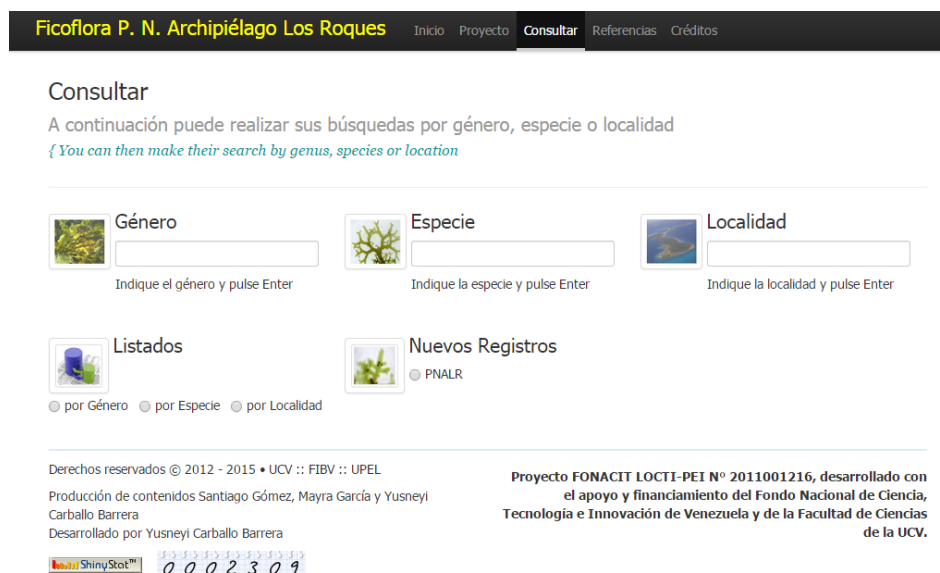 Ficoflora P. N. Archipiélago Los Roques Inicio Proyecto Consultar Referencias Créditos
Consultar
A continuación puede realizar sus búsquedas por género, especie o localidad
{ You can then make their search by genus, species or location
Género
Indique el género y pulse Enter
Especie
Indique la especie y pulse Enter
Localidad
Indique la localidad y pulse Enter
Listados
por Género por Especie por Localidad
Nuevos Registros
PNALR
Derechos reservados © 2012 - 2015 • UCV :: FIBV :: UPEL
Producción de contenidos Santiago Gómez, Mayra García y Yusneyi
Carballo Barrera
Desarrollado por Yusneyi Carballo Barrera
Proyecto FONACIT LOCTI-PEI Nº 2011001216, desarrollado con
el apoyo y financiamiento del Fondo Nacional de Ciencia,
Tecnología e Innovación de Venezuela y de la Facultad de Ciencias
de la UCV.
ShinyStat™
0002309